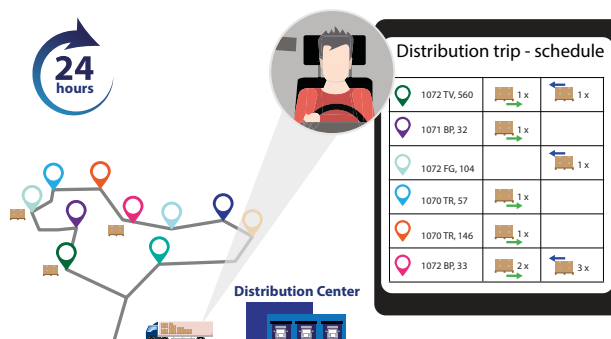 24
hours
Distribution trip - schedule
1072 TV, 560 1 x 1 x
1071 BP, 32 1 x
1072 FG, 104 1 x
1070 TR, 57 1 x
1070 TR, 146 1 x
1072 BP, 33 2 x 3 x
Distribution Center